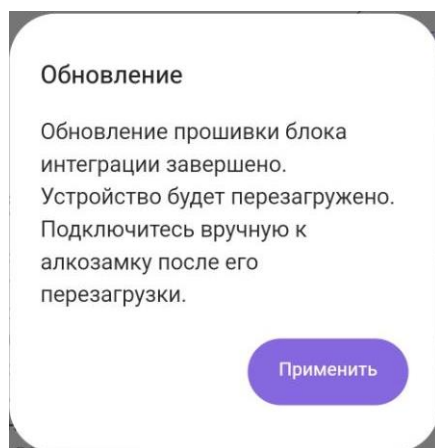 Обновление
Обновление прошивки блока
интеграции завершено.
Устройство будет перезагружено.
Подключитесь вручную к
алкозамку после его
перезагрузки.
Применить